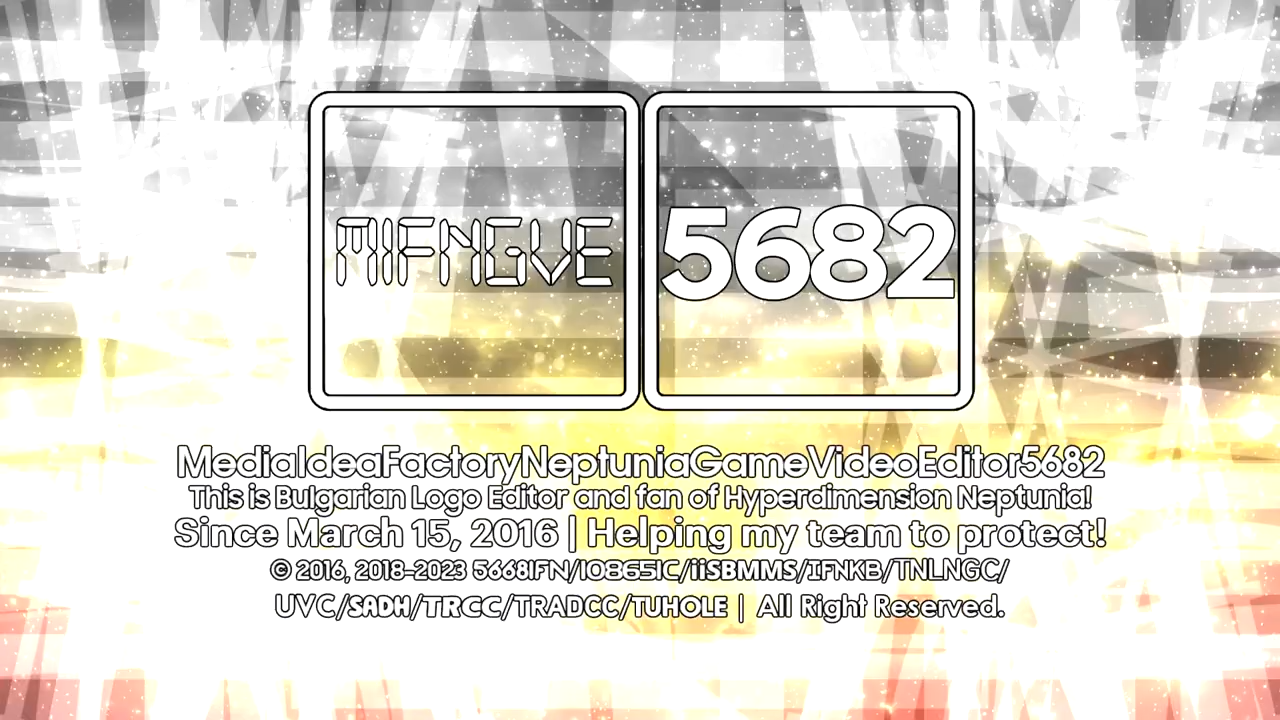 MIFNGVE
5682
MediaIdeaFactoryNeptuniaGameVideoEditor5682
This is Bulgarian Logo Editor and fan of Hyperdimension Neptunia!
Since March 15, 2016 | Helping my team to protect!
© 2016, 2018-2023 5668IFN/IO865IC/iiSBMMS/IFNKB/TNLNGC/
UVC/SADH/TRCC/TRADCC/TUHOLE | All Right Reserved.